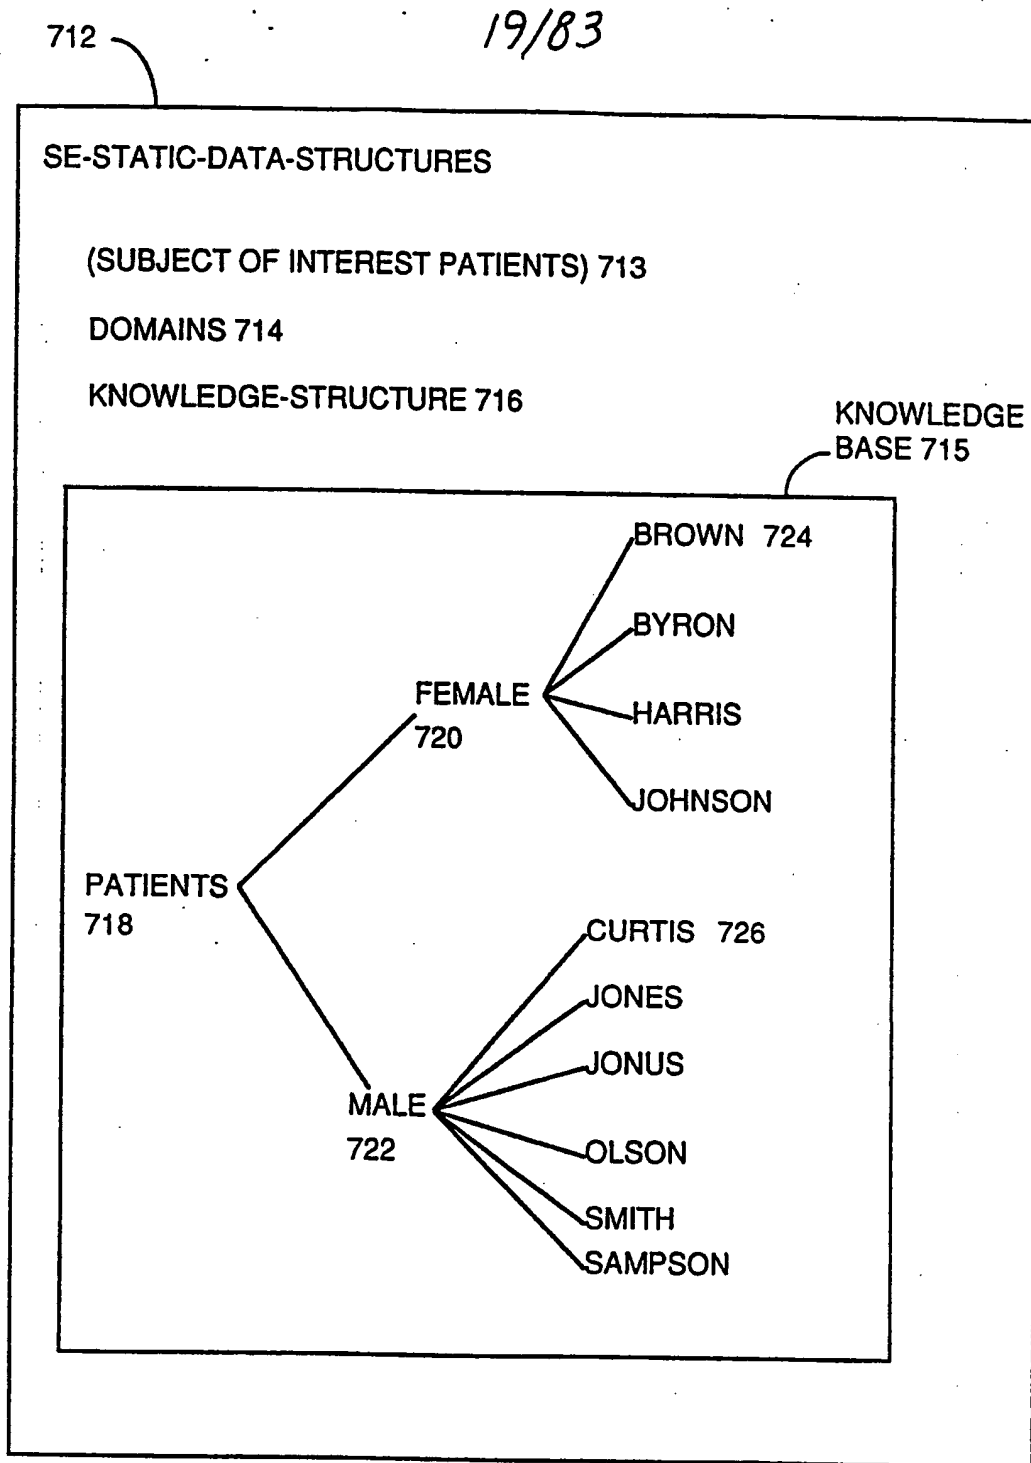 19/83
712
SE-STATIC-DATA-STRUCTURES
(SUBJECT OF INTEREST PATIENTS) 713
DOMAINS 714
KNOWLEDGE-STRUCTURE 716
KNOWLEDGE
BASE 715
BROWN 724
BYRON
FEMALE
720
HARRIS
JOHNSON
PATIENTS
718
CURTIS 726
JONES
JONUS
MALE
722
OLSON
SMITH
SAMPSON